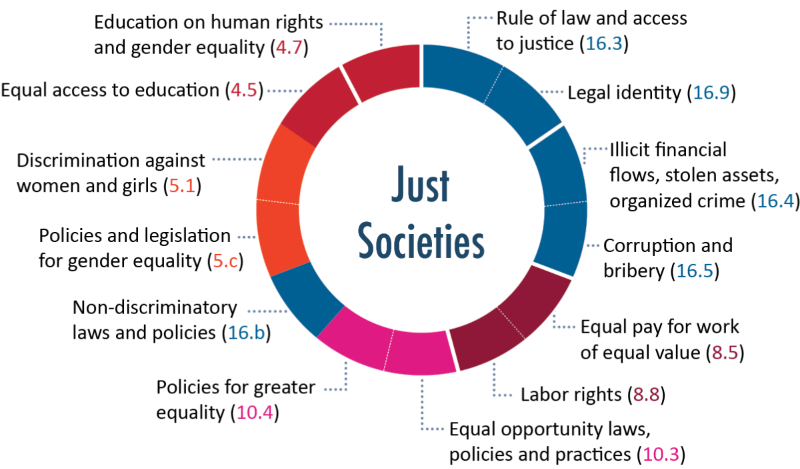 Education on human rights
and gender equality (4.7)
Rule of law and access
to justice (16.3)
Equal access to education (4.5)
Legal identity (16.9)
Discrimination against
women and girls (5.1)
Illicit financial
flows, stolen assets,
organized crime (16.4)
Just
Societies
Policies and legislation
for gender equality (5.c)
Corruption and
bribery (16.5)
Non-discriminatory
laws and policies (16.b)
Equal pay for work
of equal value (8.5)
Policies for greater
equality (10.4)
Labor rights (8.8)
Equal opportunity laws,
policies and practices (10.3)